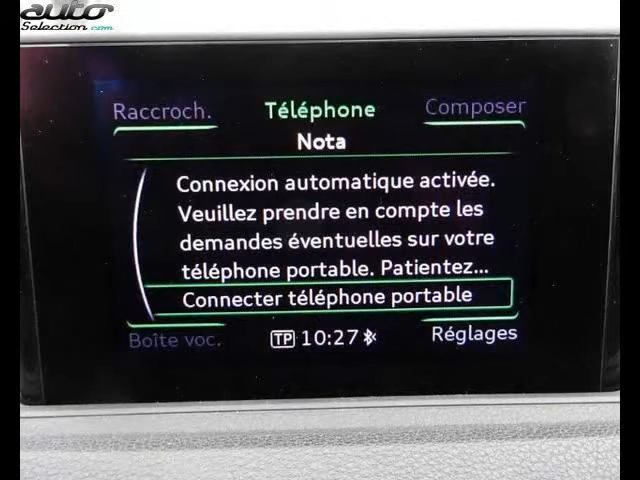 auto
Selection.com
Raccroch. Téléphone Composer
Nota
Connexion automatique activée.
Veuillez prendre en compte les
demandes éventuelles sur votre
téléphone portable. Patientez...
Connecter téléphone portable
Boîte voc. TP 10:27 Réglages